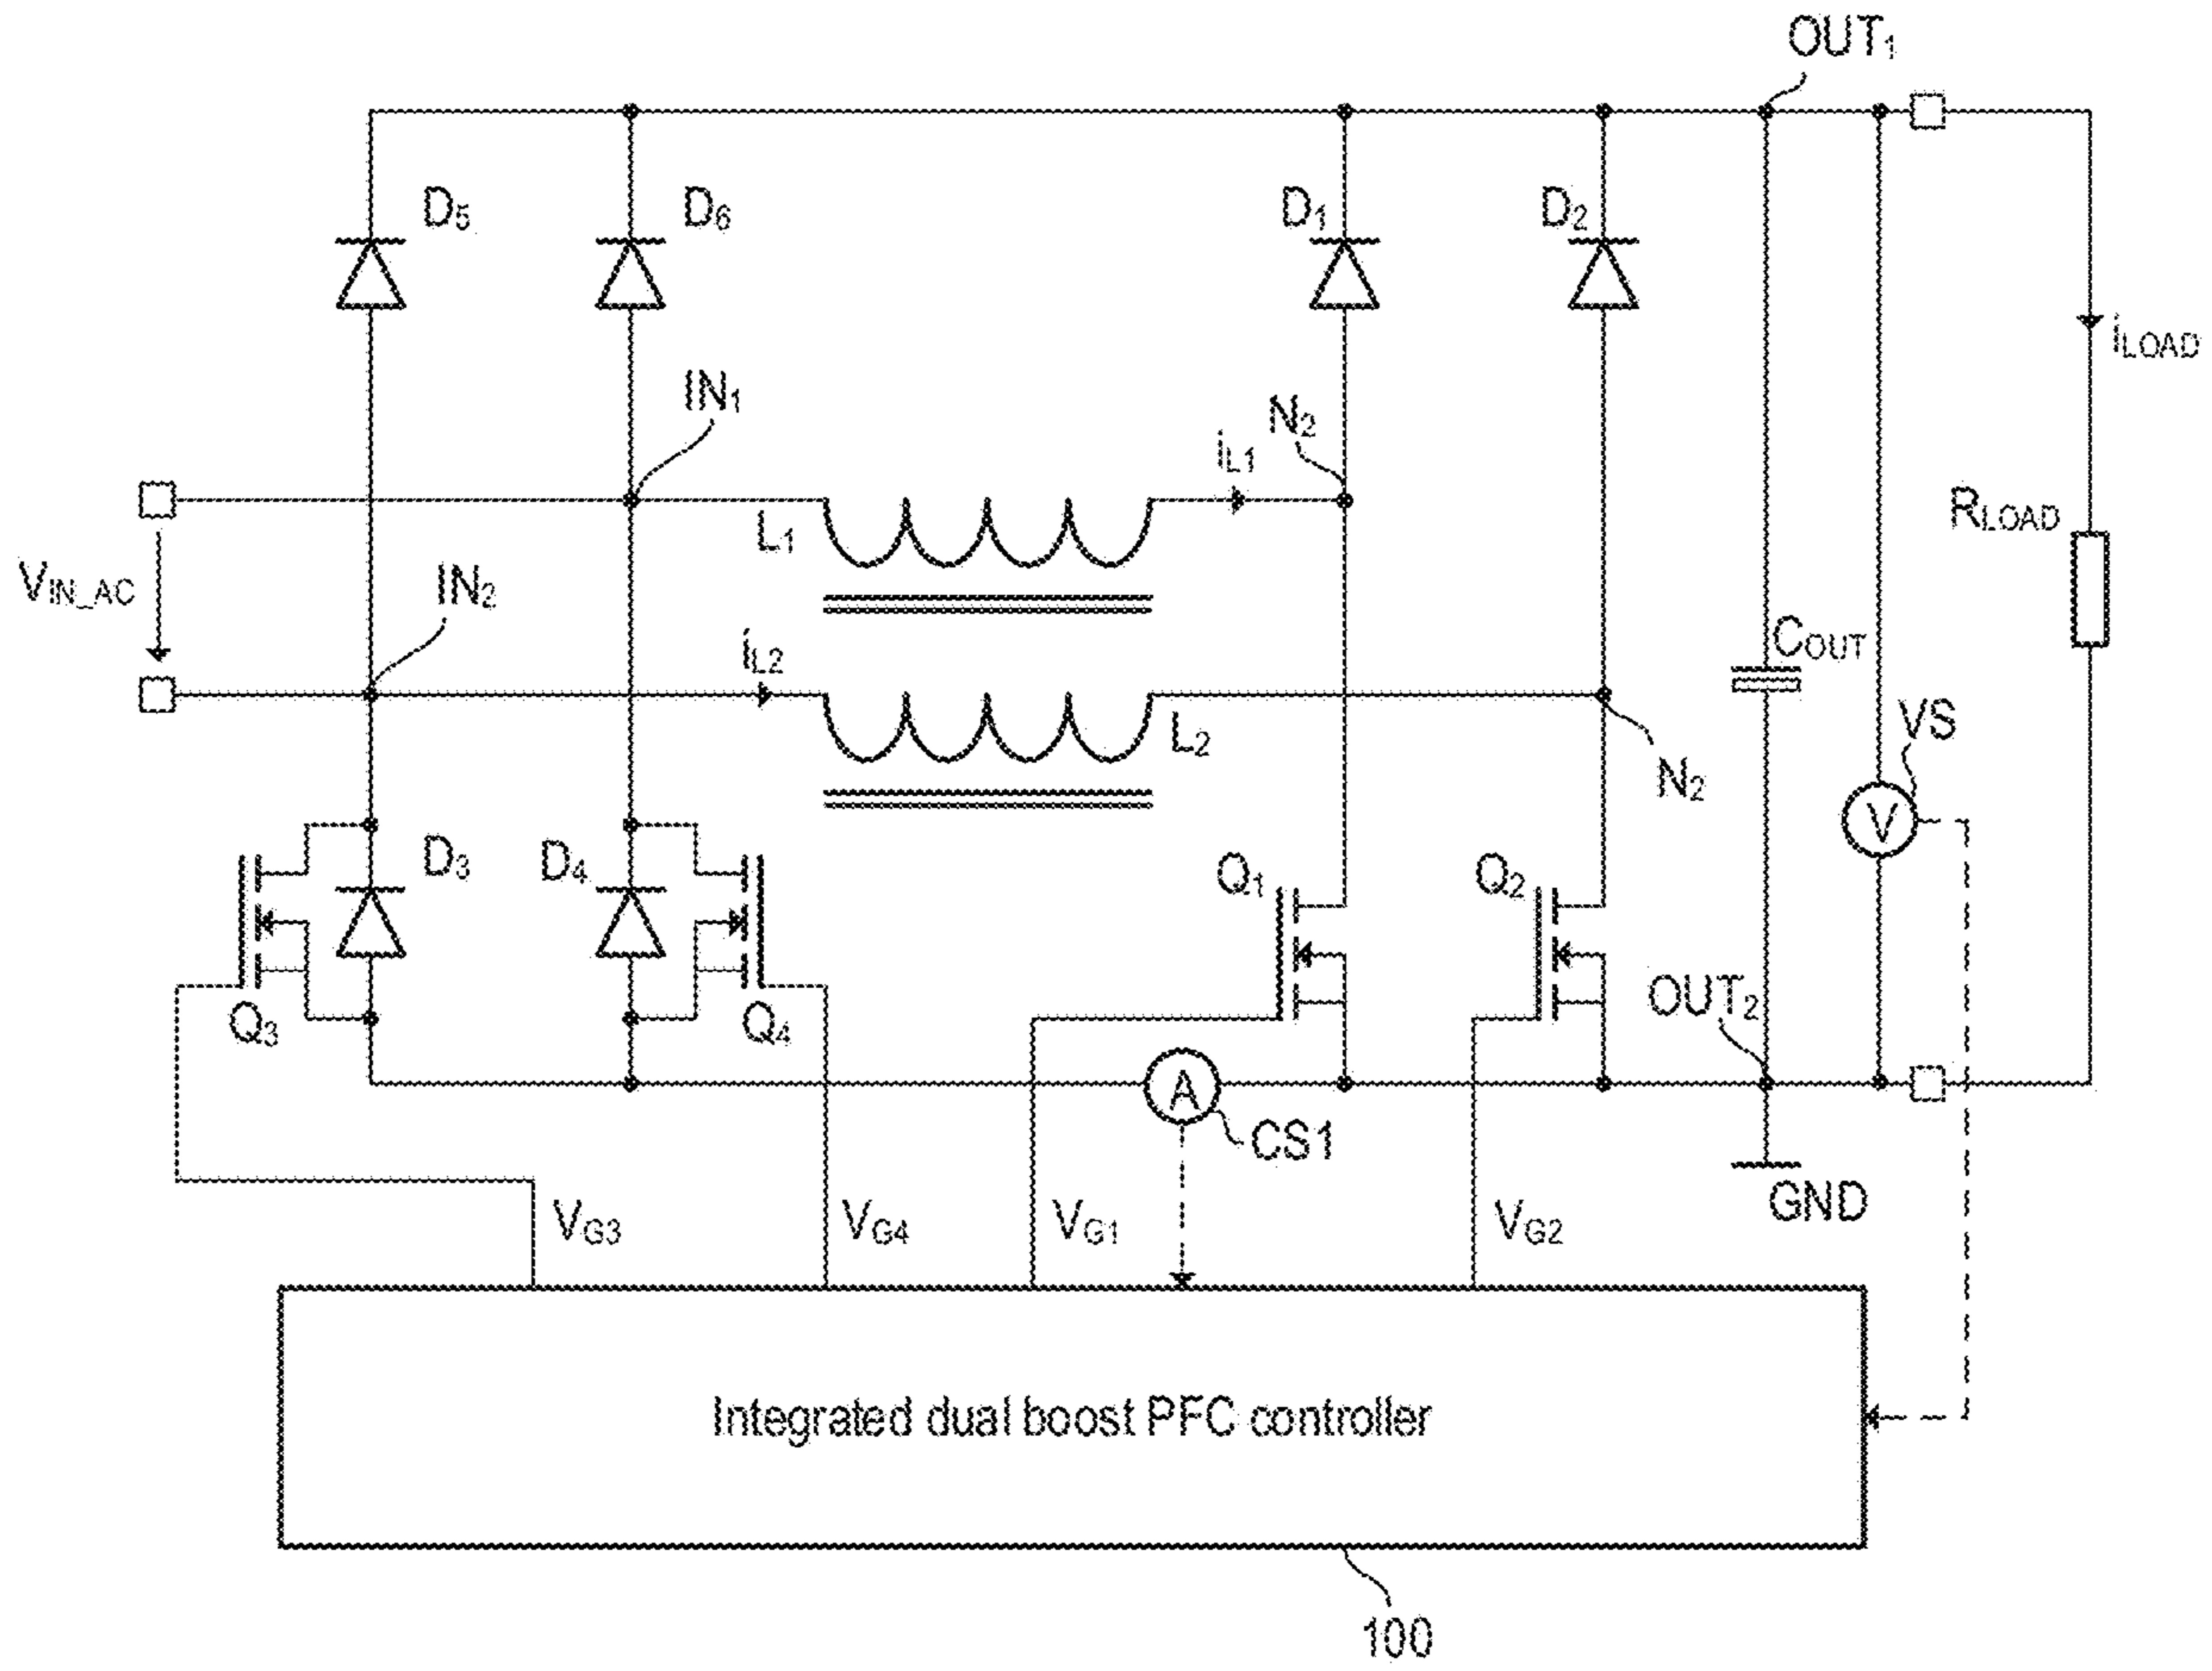 OUT₁
D₅
D₆
D₁
D₂
iLOAD
IN₁
N₂
iL1
RLOAD
L₁
VIN_AC
IN₂
COUT
iL2
VS
L₂
N₂
V
D₃
D₄
Q₁
Q₂
OUT₂
Q₃
Q₄
A
CS1
GND
VG3
VG4
VG1
VG2
Integrated dual boost PFC controller
100